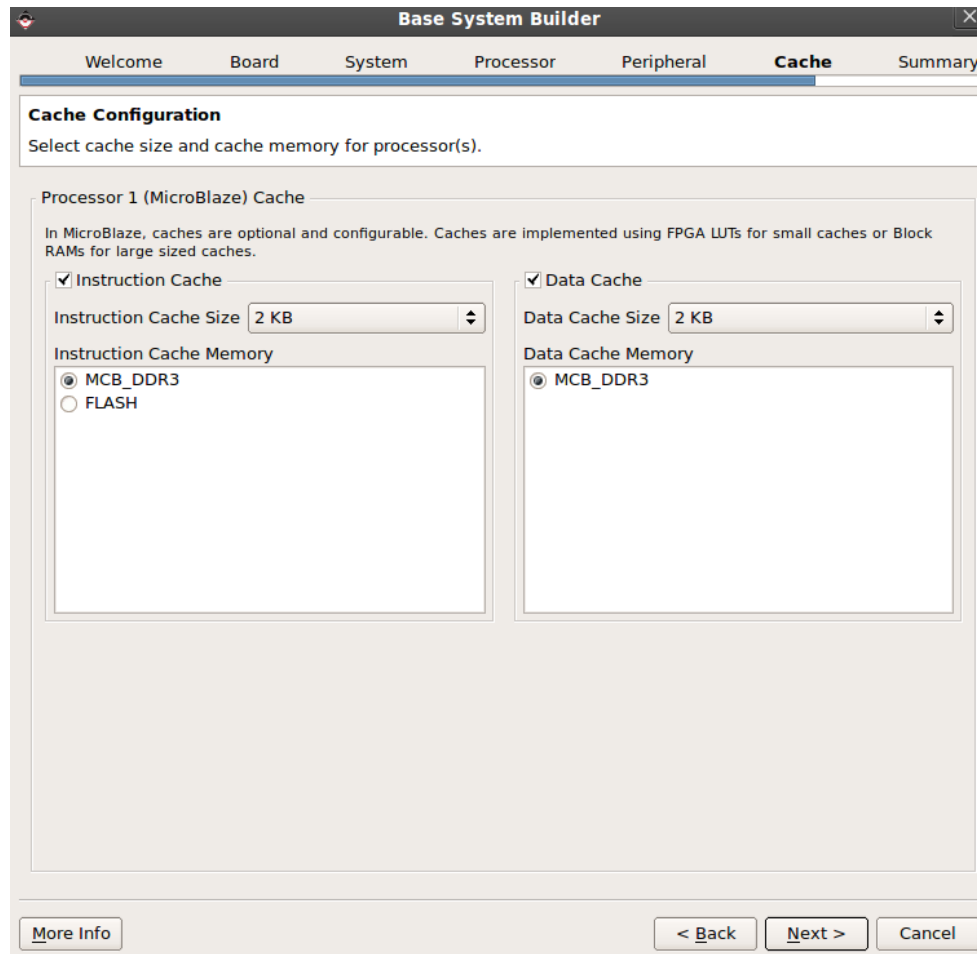 Base System Builder
Welcome Board System Processor Peripheral Cache Summary
Cache Configuration
Select cache size and cache memory for processor(s).
Processor 1 (MicroBlaze) Cache
In MicroBlaze, caches are optional and configurable. Caches are implemented using FPGA LUTs for small caches or Block
RAMs for large sized caches.
Instruction Cache
Instruction Cache Size 2 KB
Instruction Cache Memory
MCB_DDR3
FLASH
Data Cache
Data Cache Size 2 KB
Data Cache Memory
MCB_DDR3
More Info < Back Next > Cancel